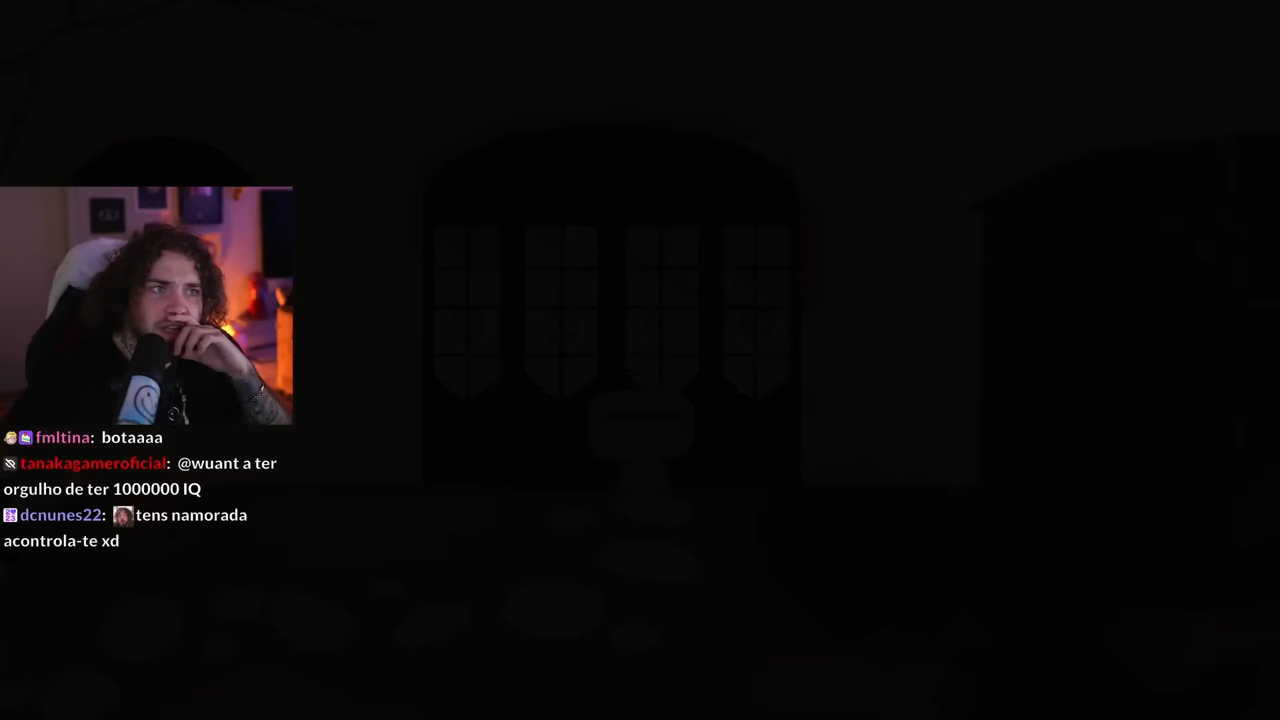 fmltina: botaaaa
tanakagameroficial: @wuant a ter
orgulho de ter 1000000 IQ
dcnunes22: tens namorada
acontrola-te xd